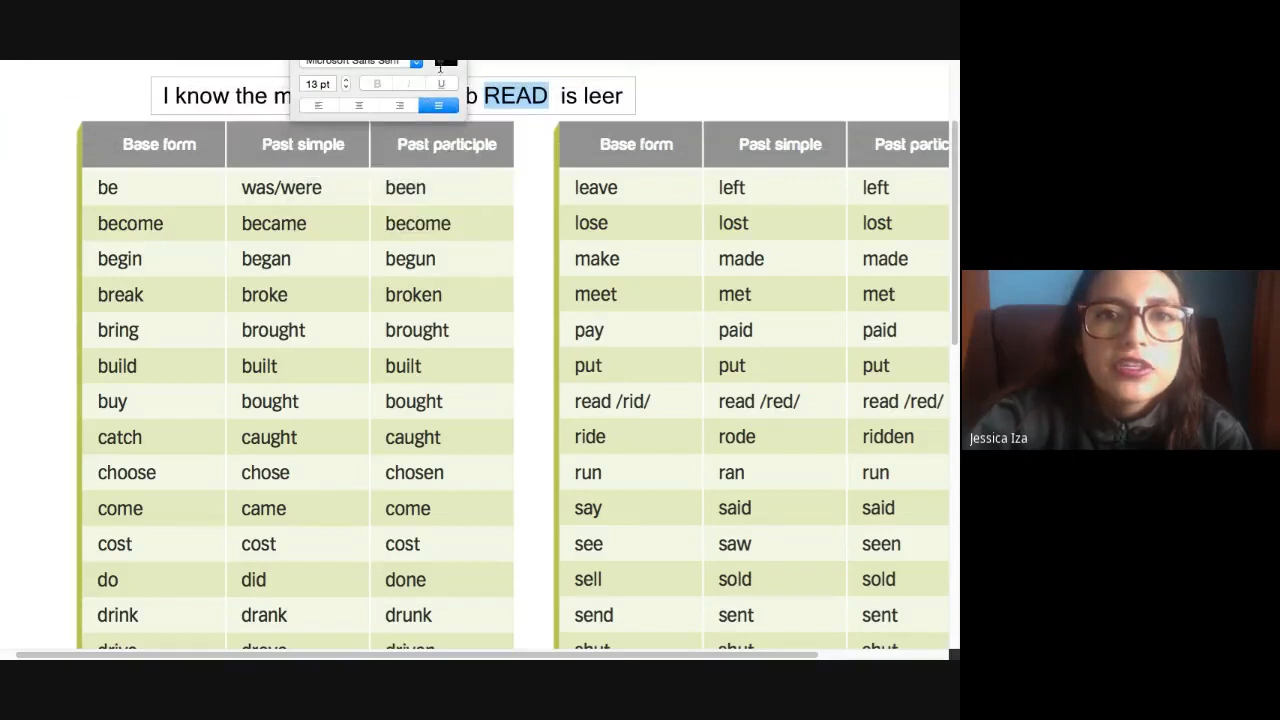 Microsoft Sans Serif
13 pt B I U
I know the m b READ is leer
Base form Past simple Past participle
be was/were been
become became become
begin began begun
break broke broken
bring brought brought
build built built
buy bought bought
catch caught caught
choose chose chosen
come came come
cost cost cost
do did done
drink drank drunk
Base form Past simple Past partic
leave left left
lose lost lost
make made made
meet met met
pay paid paid
put put put
read /rid/ read /red/ read /red/
ride rode ridden
run ran run
say said said
see saw seen
sell sold sold
send sent sent
Jessica Iza